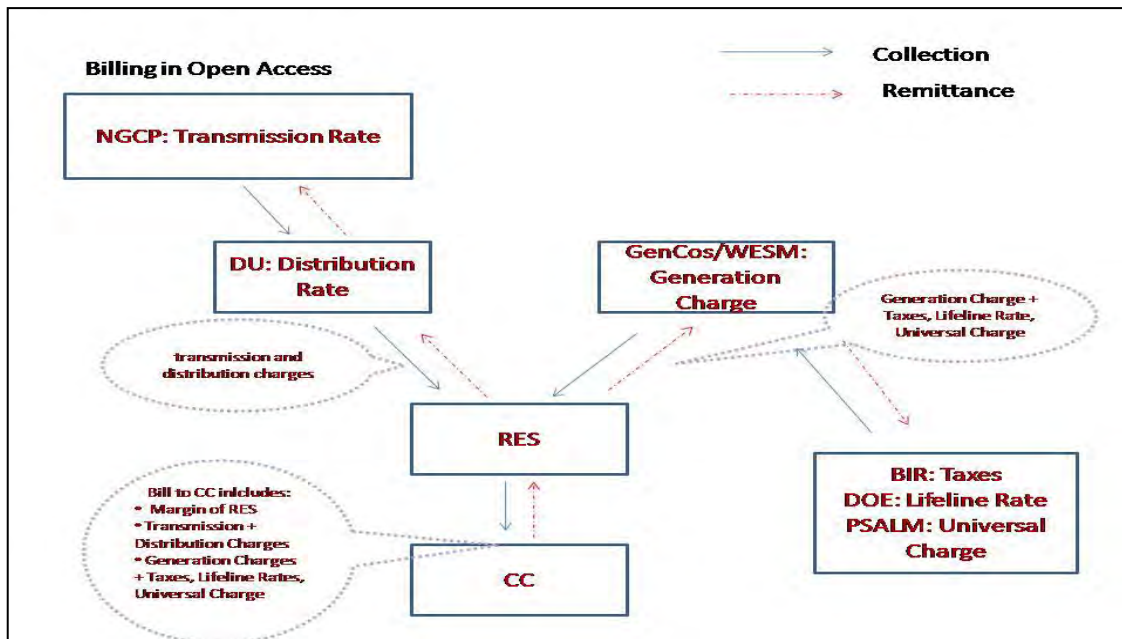 Billing in Open Access
Collection
Remittance
NGCP: Transmission Rate
DU: Distribution
Rate
GenCos/WESM:
Generation
Charge
Generation Charge +
Taxes, Lifeline Rate,
Universal Charge
transmission and
distribution charges
RES
BIR: Taxes
DOE: Lifeline Rate
PSALM: Universal
Charge
Bill to CC inlcludes:
• Margin of RES
• Transmission +
Distribution Charges
• Generation Charges
+ Taxes, Lifeline Rates,
Universal Charge
CC